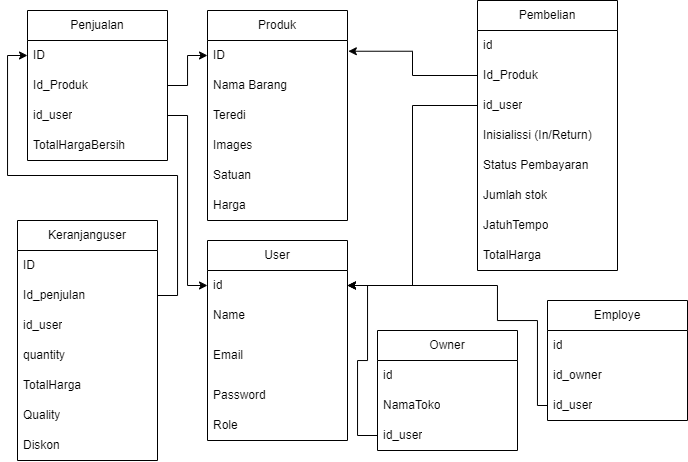 Penjualan
ID
Id_Produk
id_user
TotalHargaBersih
Produk
ID
Nama Barang
Teredi
Images
Satuan
Harga
Pembelian
id
Id_Produk
id_user
Inisialissi (In/Return)
Status Pembayaran
Jumlah stok
JatuhTempo
TotalHarga
Keranjanguser
ID
Id_penjulan
id_user
quantity
TotalHarga
Quality
Diskon
User
id
Name
Email
Password
Role
Owner
id
NamaToko
id_user
Employe
id
id_owner
id_user